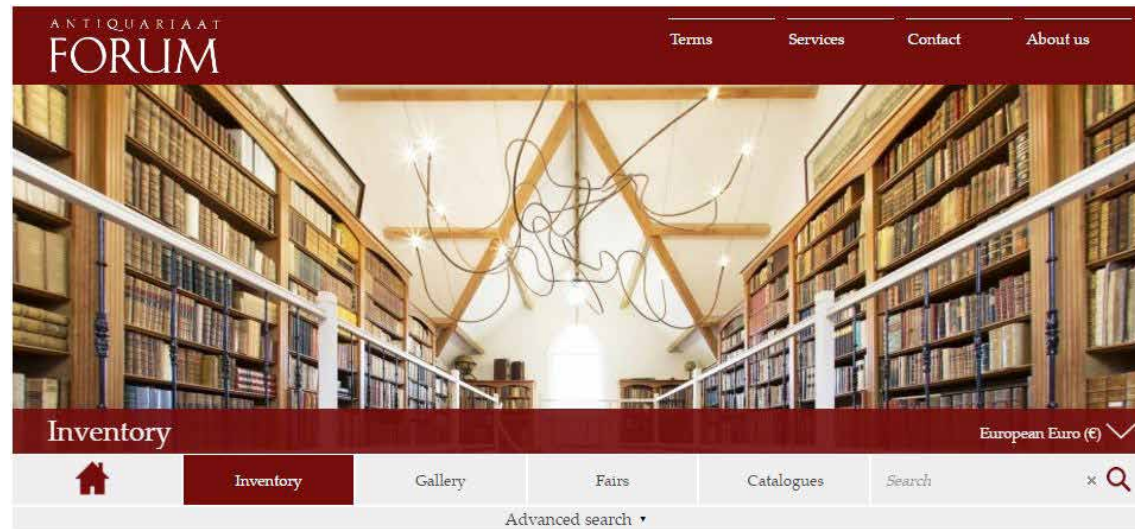 ANTIQUARIAAT
FORUM
Terms Services Contact About us
Inventory
European Euro (€)
Inventory Gallery Fairs Catalogues Search ×
Advanced search ▾